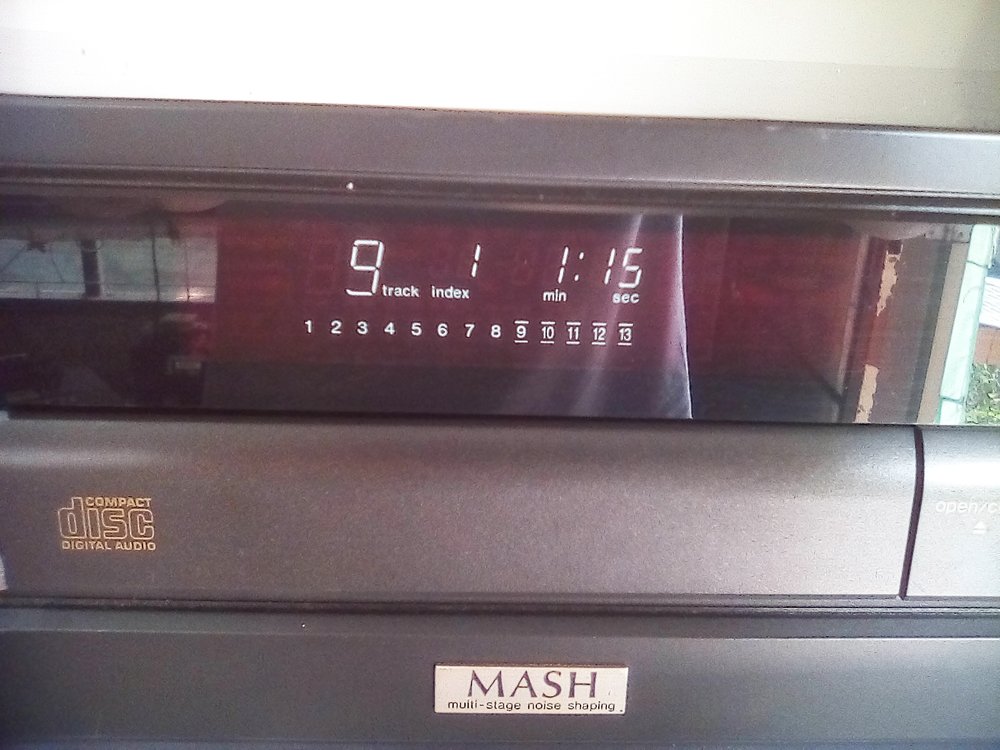 9 1 1:15
track index min sec
1 2 3 4 5 6 7 8 9 10 11 12 13
COMPACT
disc
DIGITAL AUDIO
open/c
MASH
multi-stage noise shaping